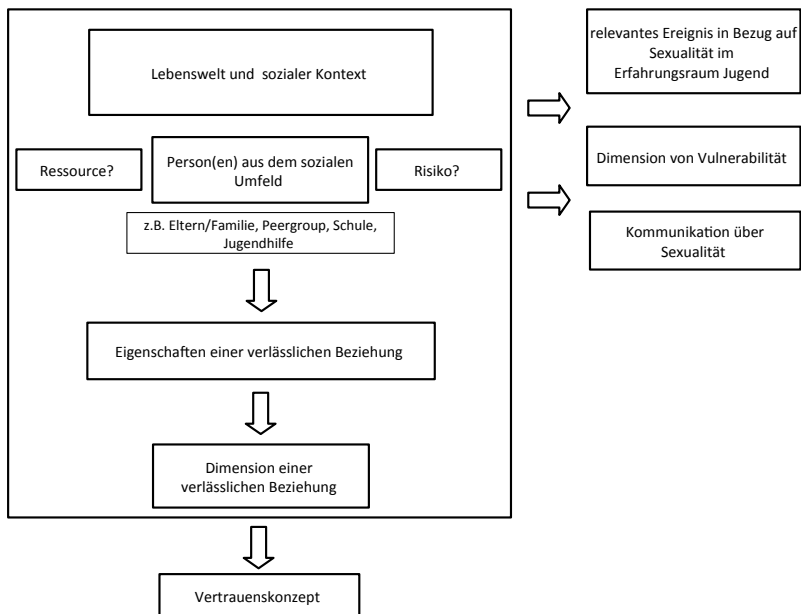 Lebenswelt und sozialer Kontext
Ressource?
Person(en) aus dem sozialen
Umfeld
Risiko?
z.B. Eltern/Familie, Peergroup, Schule,
Jugendhilfe
Eigenschaften einer verlässlichen Beziehung
Dimension einer
verlässlichen Beziehung
Vertrauenskonzept
relevantes Ereignis in Bezug auf
Sexualität im
Erfahrungsraum Jugend
Dimension von Vulnerabilität
Kommunikation über
Sexualität